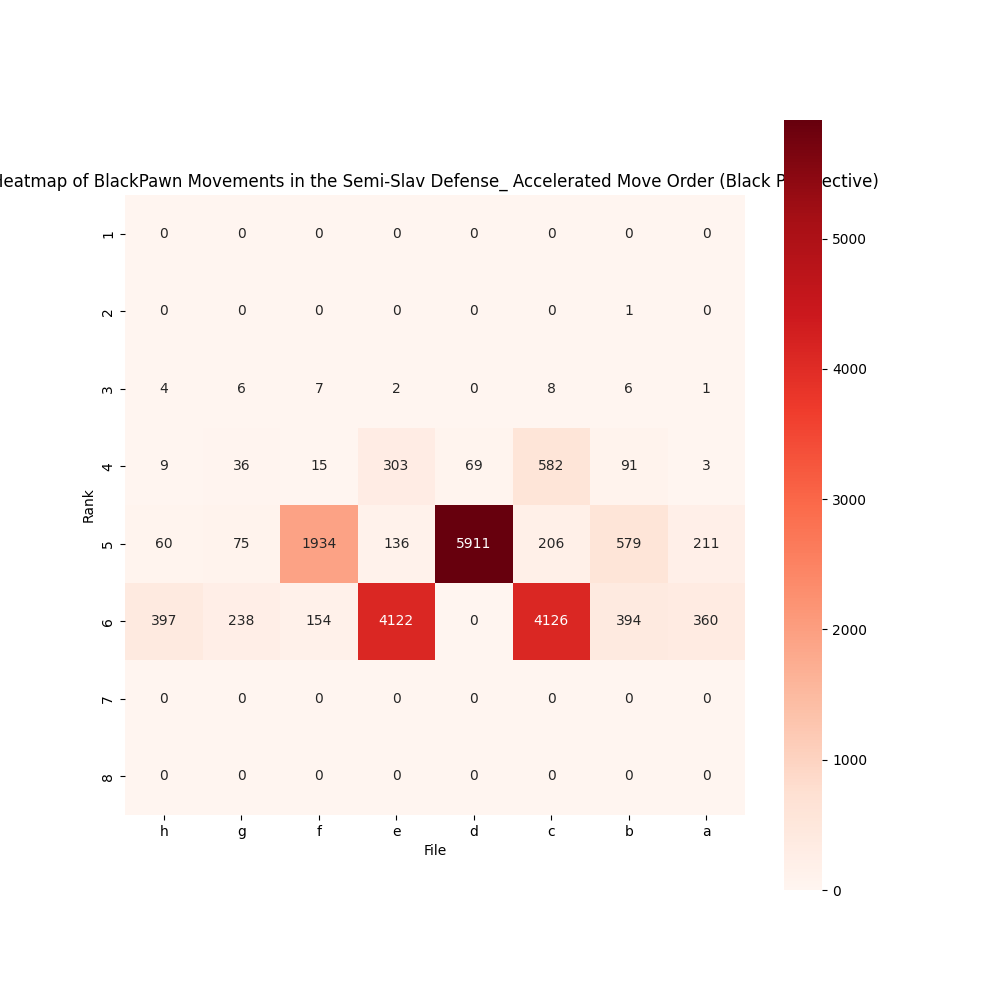 Heatmap of BlackPawn Movements in the Semi-Slav Defense_ Accelerated Move Order (Black P ective)
5000
1 0 0 0 0 0 0 0 0
2 0 0 0 0 0 0 1 0
4000
3 4 6 7 2 0 8 6 1
4 9 36 15 303 69 582 91 3
3000
Rank
5 60 75 1934 136 5911 206 579 211
6 397 238 154 4122 0 4126 394 360
2000
7 0 0 0 0 0 0 0 0
1000
8 0 0 0 0 0 0 0 0
h g f e d c b a
File
0